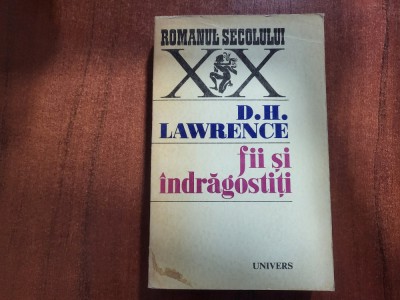 ROMANUL SECOLULUI
XX
D.H.
LAWRENCE
fii și
îndrăgostiți
UNIVERS